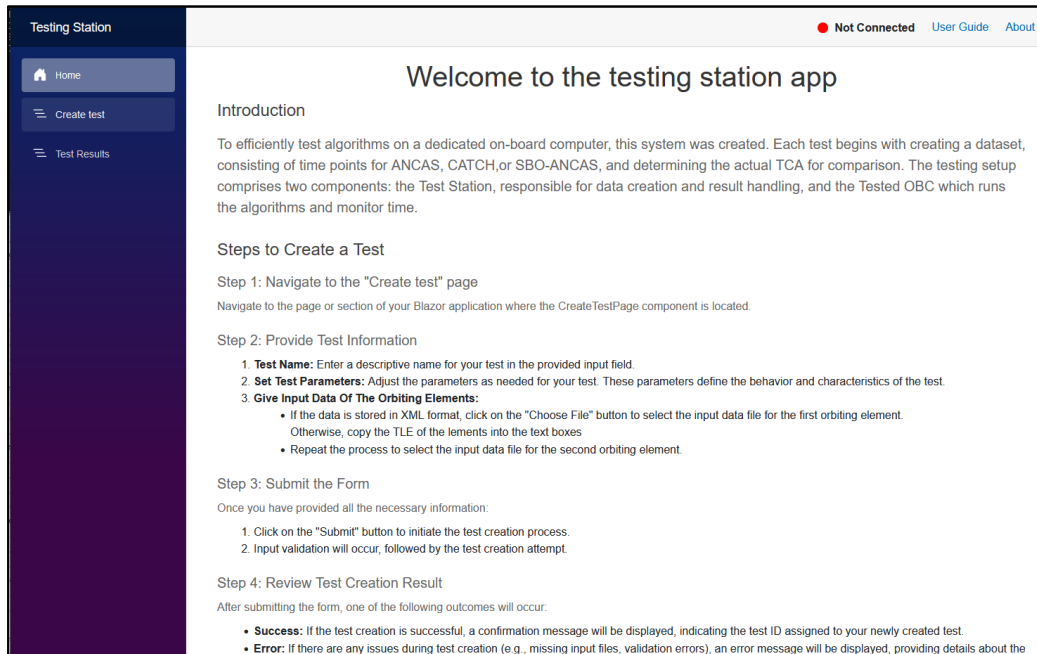 Testing Station
Not Connected User Guide About
Home
Create test
Test Results
Welcome to the testing station app
Introduction
To efficiently test algorithms on a dedicated on-board computer, this system was created. Each test begins with creating a dataset,
consisting of time points for ANCAS, CATCH,or SBO-ANCAS, and determining the actual TCA for comparison. The testing setup
comprises two components: the Test Station, responsible for data creation and result handling, and the Tested OBC which runs
the algorithms and monitor time.
Steps to Create a Test
Step 1: Navigate to the "Create test" page
Navigate to the page or section of your Blazor application where the CreateTestPage component is located.
Step 2: Provide Test Information
1. Test Name: Enter a descriptive name for your test in the provided input field.
2. Set Test Parameters: Adjust the parameters as needed for your test. These parameters define the behavior and characteristics of the test.
3. Give Input Data Of The Orbiting Elements:
• If the data is stored in XML format, click on the "Choose File" button to select the input data file for the first orbiting element.
Otherwise, copy the TLE of the lements into the text boxes
• Repeat the process to select the input data file for the second orbiting element.
Step 3: Submit the Form
Once you have provided all the necessary information:
1. Click on the "Submit" button to initiate the test creation process.
2. Input validation will occur, followed by the test creation attempt.
Step 4: Review Test Creation Result
After submitting the form, one of the following outcomes will occur:
• Success: If the test creation is successful, a confirmation message will be displayed, indicating the test ID assigned to your newly created test.
• Error: If there are any issues during test creation (e.g., missing input files, validation errors), an error message will be displayed, providing details about the